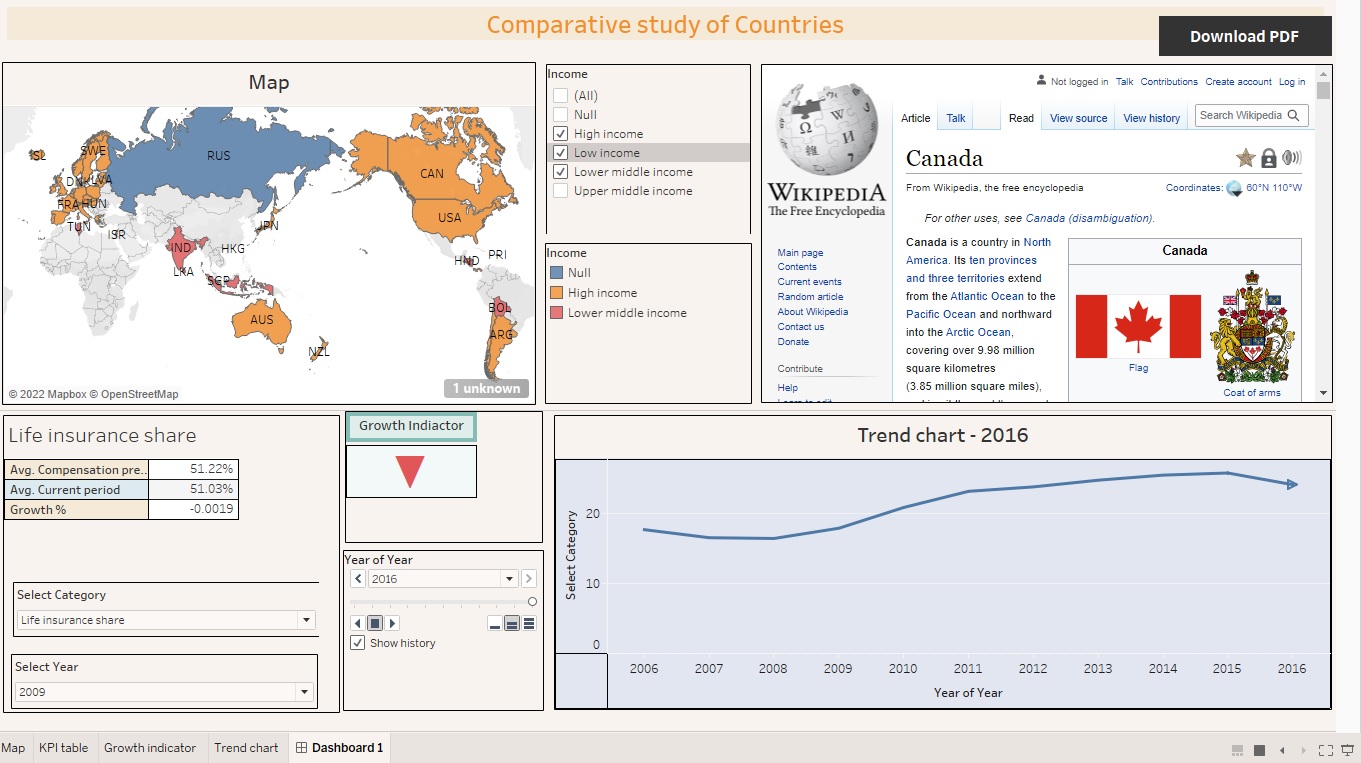 Comparative study of Countries
Download PDF
Map
ISL
SWE
RUS
DNK LVA
FRA HUN
TUN
ISR
JPN
IND
HKG
LKA
SGP
AUS
NZL
CAN
USA
HND
PRI
BOL
ARG
© 2022 Mapbox © OpenStreetMap
1 unknown
Income
(All)
Null
High income
Low income
Lower middle income
Upper middle income
Income
Null
High income
Lower middle income
Not logged in Talk Contributions Create account Log in
Article Talk Read View source View history Search Wikipedia
WIKIPEDIA
The Free Encyclopedia
Main page
Contents
Current events
Random article
About Wikipedia
Contact us
Donate
Contribute
Help
Learn to edit
Canada
From Wikipedia, the free encyclopedia
Coordinates: 60°N 110°W
For other uses, see Canada (disambiguation).
Canada is a country in North
America. Its ten provinces
and three territories extend
from the Atlantic Ocean to the
Pacific Ocean and northward
into the Arctic Ocean,
covering over 9.98 million
square kilometres
(3.85 million square miles),
Canada
Flag
Coat of arms
Life insurance share
Avg. Compensation pre.. 51.22%
Avg. Current period 51.03%
Growth % -0.0019
Select Category
Life insurance share
Select Year
2009
Growth Indiactor
Year of Year
2016
Show history
Trend chart - 2016
Select Category
20
10
0
2006 2007 2008 2009 2010 2011 2012 2013 2014 2015 2016
Year of Year
Map KPI table Growth indicator Trend chart Dashboard 1